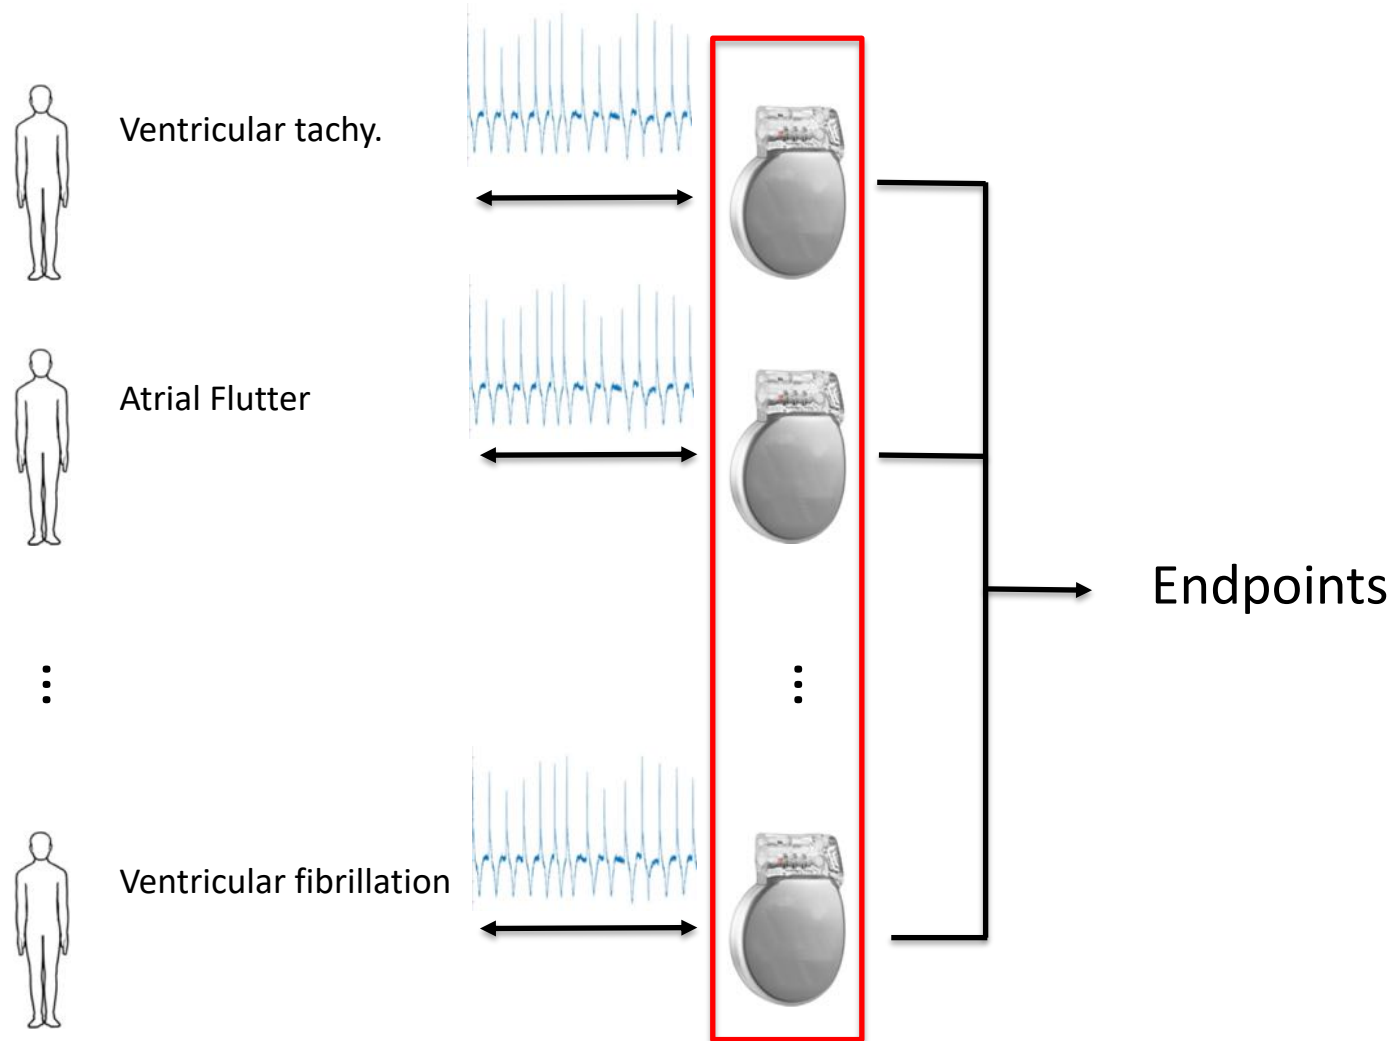 Ventricular tachy.
Atrial Flutter
Endpoints
Ventricular fibrillation